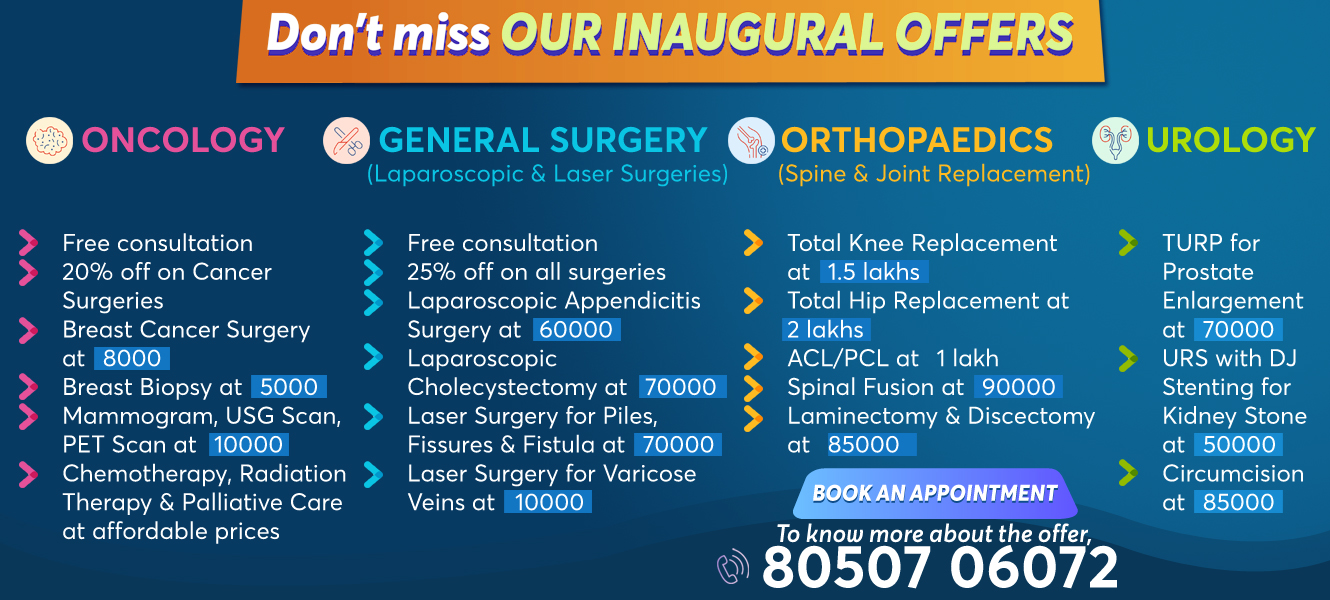 Don't miss OUR INAUGURAL OFFERS
ONCOLOGY
Free consultation
20% off on Cancer
Surgeries
Breast Cancer Surgery
at 8000
Breast Biopsy at 5000
Mammogram, USG Scan,
PET Scan at 10000
Chemotherapy, Radiation
Therapy & Palliative Care
at affordable prices
GENERAL SURGERY
(Laparoscopic & Laser Surgeries)
Free consultation
25% off on all surgeries
Laparoscopic Appendicitis
Surgery at 60000
Laparoscopic
Cholecystectomy at 70000
Laser Surgery for Piles,
Fissures & Fistula at 70000
Laser Surgery for Varicose
Veins at 10000
ORTHOPAEDICS
(Spine & Joint Replacement)
Total Knee Replacement
at 1.5 lakhs
Total Hip Replacement at
2 lakhs
ACL/PCL at 1 lakh
Spinal Fusion at 90000
Laminectomy & Discectomy
at 85000
UROLOGY
TURP for
Prostate
Enlargement
at 70000
URS with DJ
Stenting for
Kidney Stone
at 50000
Circumcision
at 85000
BOOK AN APPOINTMENT
To know more about the offer,
80507 06072